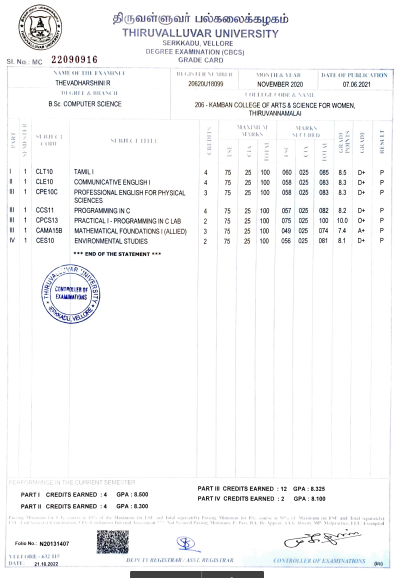 திருவள்ளுவர் பல்கலைக்கழகம்
THIRUVALLUVAR UNIVERSITY
SERKKADU, VELLORE
DEGREE EXAMINATION (CBCS)
GRADE CARD
Sl. No.: MC 22090916
NAME OF THE EXAMINEE REGISTER NUMBER MONTH & YEAR DATE OF PUBLICATION
THEVADHARSHINI R 20620U18099 NOVEMBER 2020 07.06.2021
DEGREE & BRANCH COLLEGE CODE & NAME
B.Sc. COMPUTER SCIENCE 206 - KAMBAN COLLEGE OF ARTS & SCIENCE FOR WOMEN,
THIRUVANNAMALAI
PART SEMESTER SUBJECT CODE SUBJECT TITLE CREDITS MAXIMUM MARKS ESE CIA TOTAL MARKS SECURED ESE CIA TOTAL GRADE POINTS GRADE RESULT
I 1 CLT10 TAMIL I 4 75 25 100 060 025 085 8.5 D+ P
II 1 CLE10 COMMUNICATIVE ENGLISH I 4 75 25 100 058 025 083 8.3 D+ P
III 1 CPE10C PROFESSIONAL ENGLISH FOR PHYSICAL 3 75 25 100 058 025 083 8.3 D+ P
SCIENCES
III 1 CCS11 PROGRAMMING IN C 4 75 25 100 057 025 082 8.2 D+ P
III 1 CPCS13 PRACTICAL I - PROGRAMMING IN C LAB 2 75 25 100 075 025 100 10.0 O+ P
III 1 CAMA15B MATHEMATICAL FOUNDATIONS I (ALLIED) 3 75 25 100 049 025 074 7.4 A+ P
IV 1 CES10 ENVIRONMENTAL STUDIES 2 75 25 100 056 025 081 8.1 D+ P
*** END OF THE STATEMENT ***
THIRUVALLUVAR UNIVERSITY
CONTROLLER OF
EXAMINATIONS
SERKKADU, VELLORE
PERFORMANCE IN THE CURRENT SEMESTER
PART I CREDITS EARNED : 4 GPA : 8.500 PART III CREDITS EARNED : 12 GPA : 8.325
PART II CREDITS EARNED : 4 GPA : 8.300 PART IV CREDITS EARNED : 2 GPA : 8.100
Folio No.: N20131407
VELLORE - 632 115
DATE : 21.10.2022 DEPUTY REGISTRAR / ASST. REGISTRAR CONTROLLER OF EXAMINATIONS